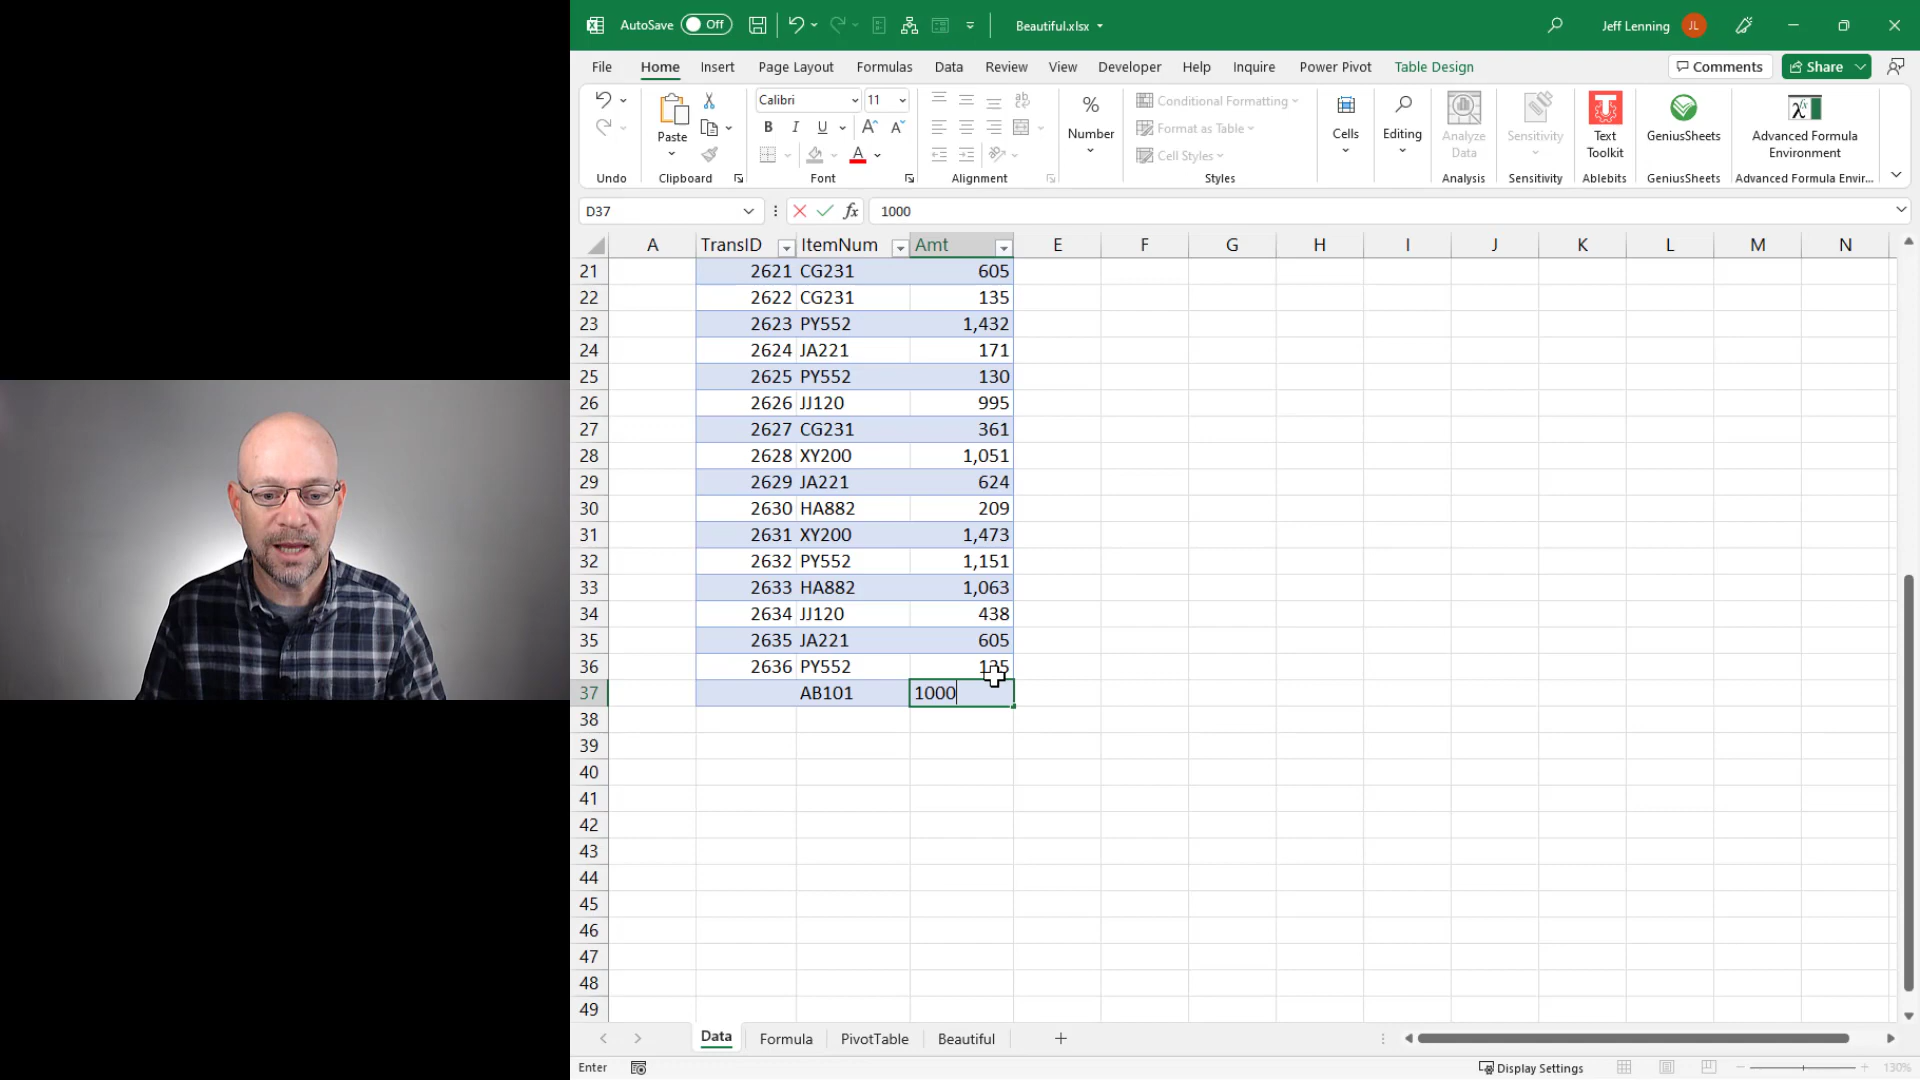 AutoSave Off Beautiful.xlsx Jeff Lenning JL
File Home Insert Page Layout Formulas Data Review View Developer Help Inquire Power Pivot Table Design Comments Share
Calibri 11 Conditional Formatting
Paste B I U A A Number Format as Table Cells Editing Analyze Data Sensitivity Text Toolkit GeniusSheets Advanced Formula Environment
Cell Styles
Undo Clipboard Font Alignment Styles Analysis Sensitivity Ablebits GeniusSheets Advanced Formula Envir...
D37 fx 1000
A TransID ItemNum Amt E F G H I J K L M N
21 2621 CG231 605
22 2622 CG231 135
23 2623 PY552 1,432
24 2624 JA221 171
25 2625 PY552 130
26 2626 JJ120 995
27 2627 CG231 361
28 2628 XY200 1,051
29 2629 JA221 624
30 2630 HA882 209
31 2631 XY200 1,473
32 2632 PY552 1,151
33 2633 HA882 1,063
34 2634 JJ120 438
35 2635 JA221 605
36 2636 PY552 135
37 AB101 1000
38
39
40
41
42
43
44
45
46
47
48
49
Data Formula PivotTable Beautiful
Enter Display Settings 130%